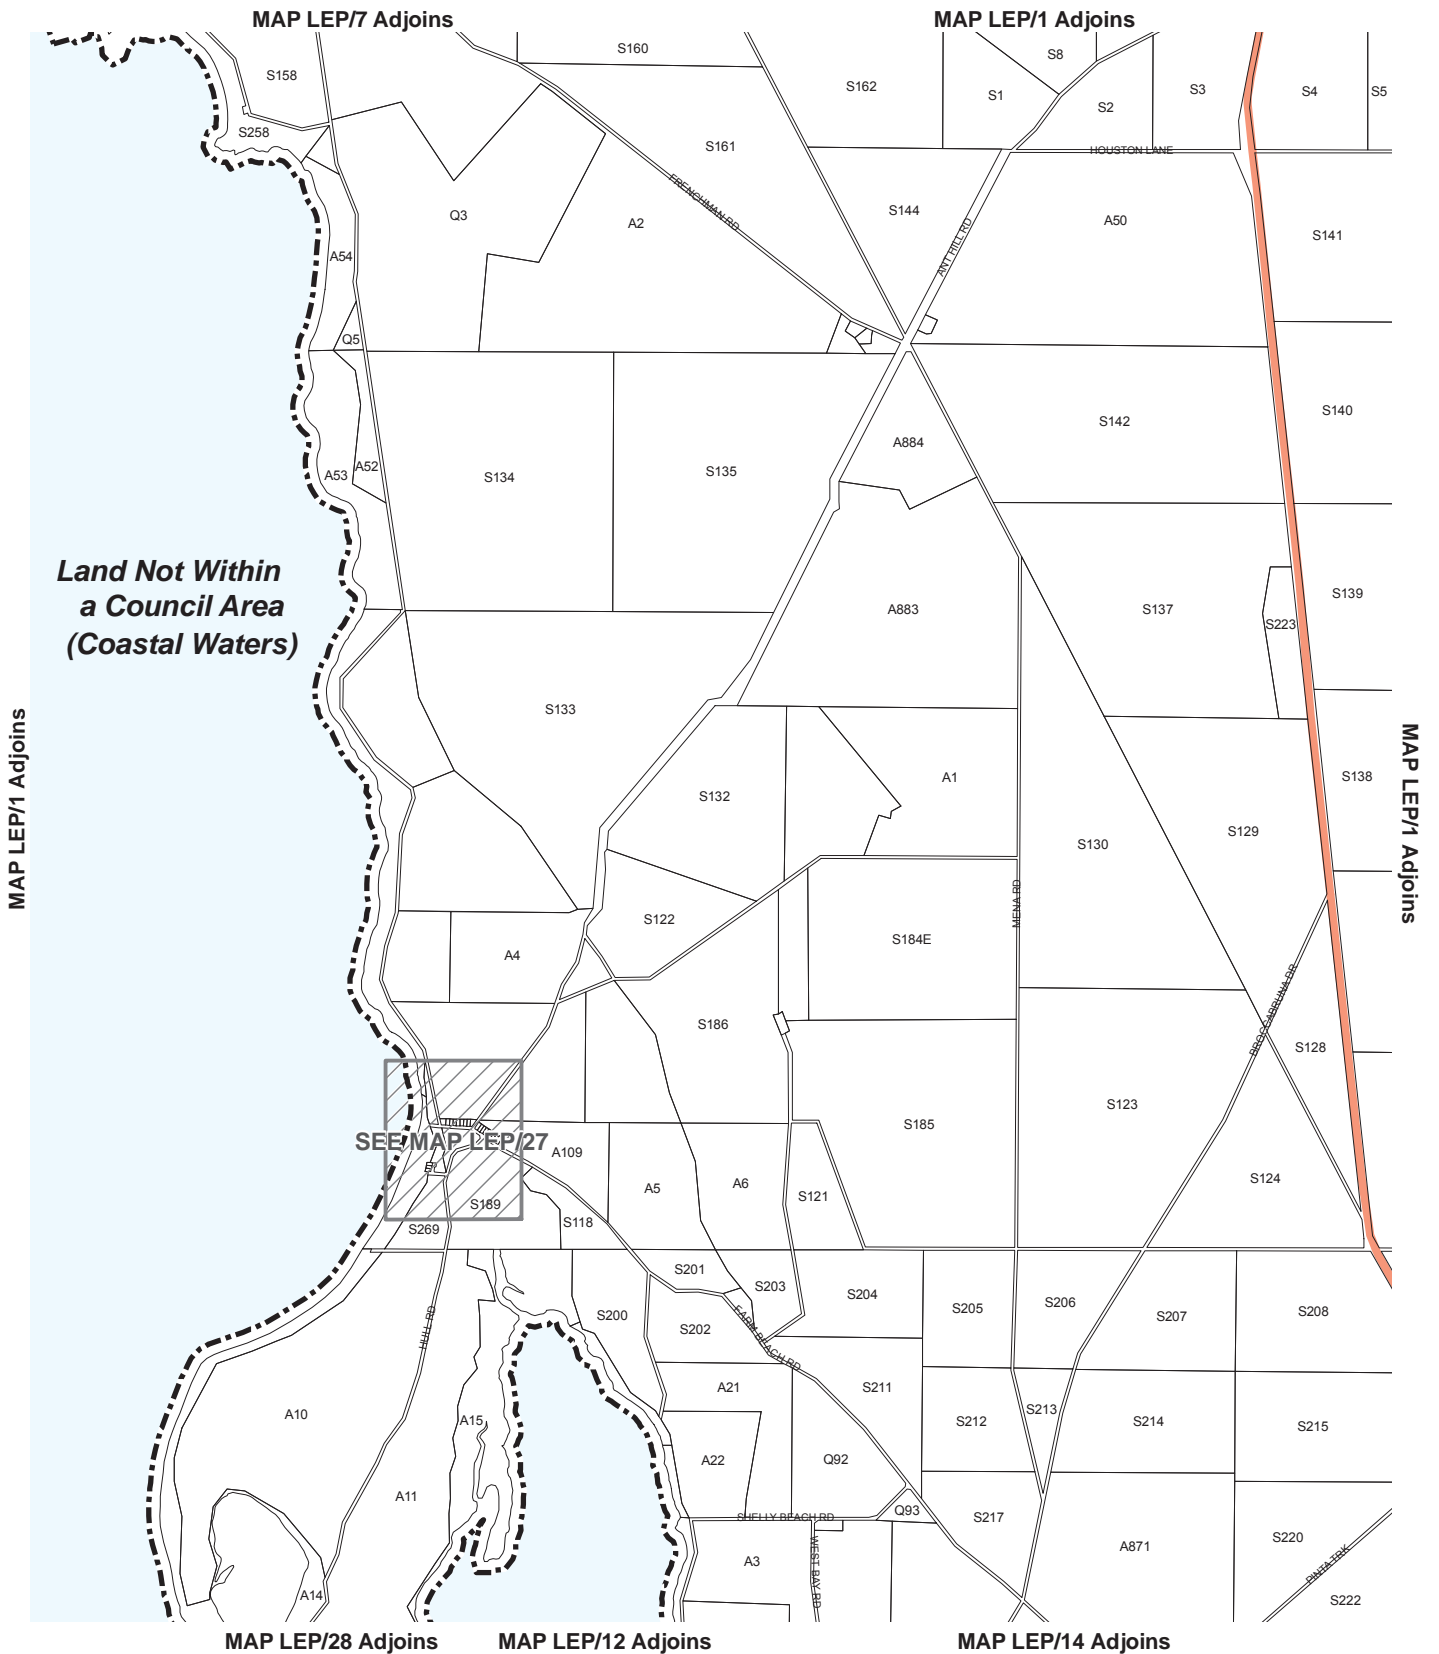 MAP LEP/7 Adjoins
MAP LEP/1 Adjoins
S160
S8
S158
S162
S1
S2
S3
S4
S5
S258
S161
HOUSTON LANE
FRENCHMAN RD
Q3
A2
S144
ANT HILL RD
A50
S141
A54
Q5
S142
S140
A884
A53
A52
S134
S135
Land Not Within
a Council Area
(Coastal Waters)
A883
S137
S139
S223
S133
MAP LEP/1 Adjoins
MAP LEP/1 Adjoins
S132
A1
S138
S130
S129
MENA RD
S122
S184E
A4
BROCCABRUNA DR
S186
S128
S123
S185
SEE MAP LEP/27
A109
A5
A6
S121
S124
S189
S269
S118
S201
S203
S204
S205
S206
S207
S208
S200
S202
HULL RD
FARM BEACH RD
A21
S211
S212
S213
S214
S215
A10
A15
A22
Q92
A11
Q93
SHELLY BEACH RD
S217
S220
A871
A3
WEST BAY RD
PINTA TRK
A14
S222
MAP LEP/28 Adjoins
MAP LEP/12 Adjoins
MAP LEP/14 Adjoins